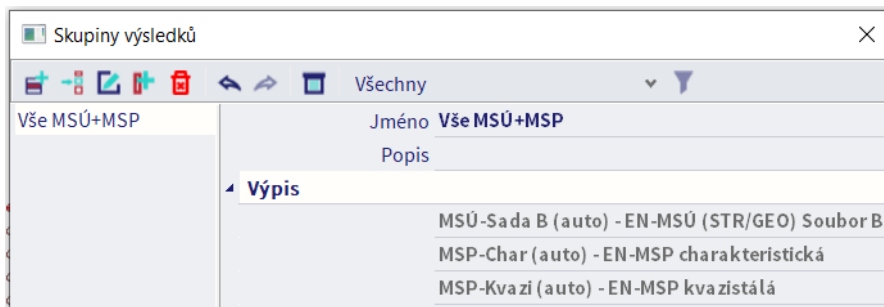 Skupiny výsledků
Všechny
Vše MSÚ+MSP
Jméno Vše MSÚ+MSP
Popis
Výpis
MSÚ-Sada B (auto) - EN-MSÚ (STR/GEO) Soubor B
MSP-Char (auto) - EN-MSP charakteristická
MSP-Kvazi (auto) - EN-MSP kvazistálá